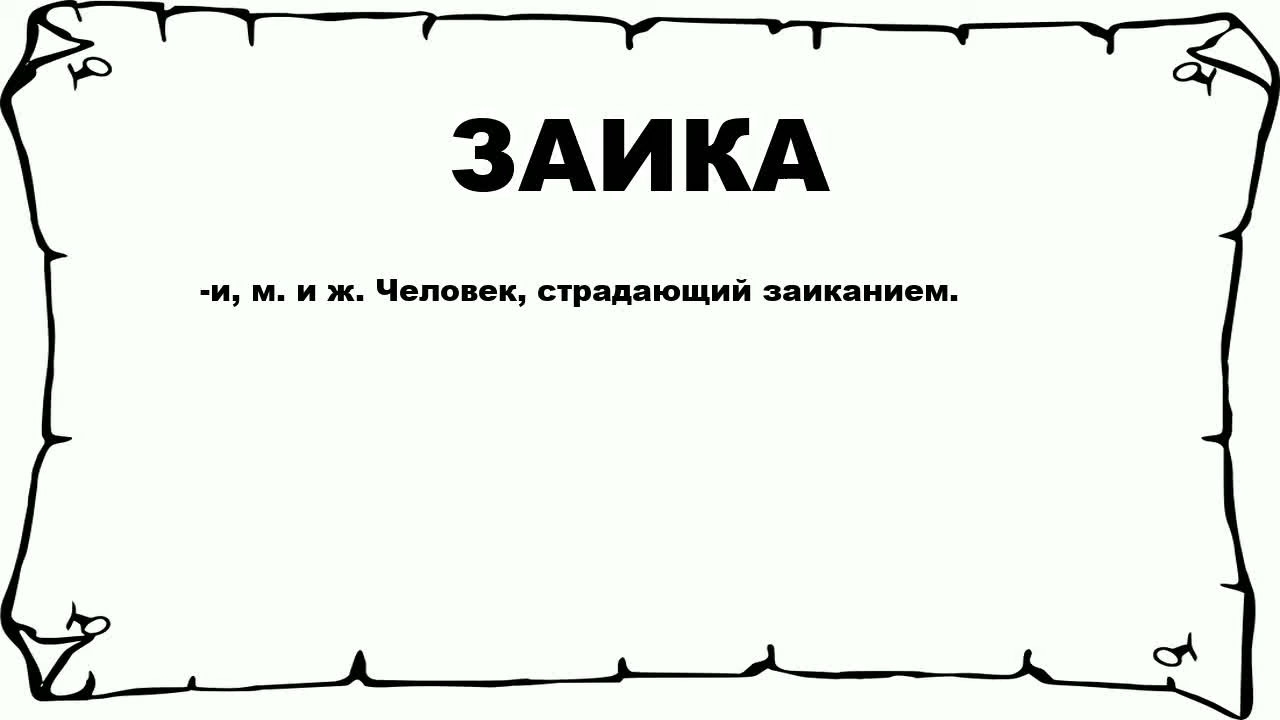 ЗАИКА
-и, м. и ж. Человек, страдающий заиканием.